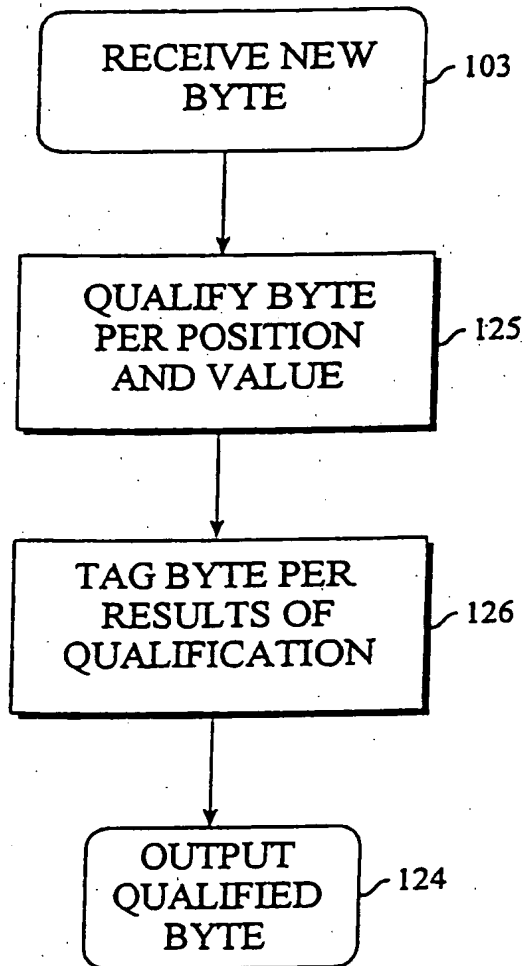 RECEIVE NEW
BYTE
103
QUALIFY BYTE
PER POSITION
AND VALUE
125
TAG BYTE PER
RESULTS OF
QUALIFICATION
126
OUTPUT
QUALIFIED
BYTE
124